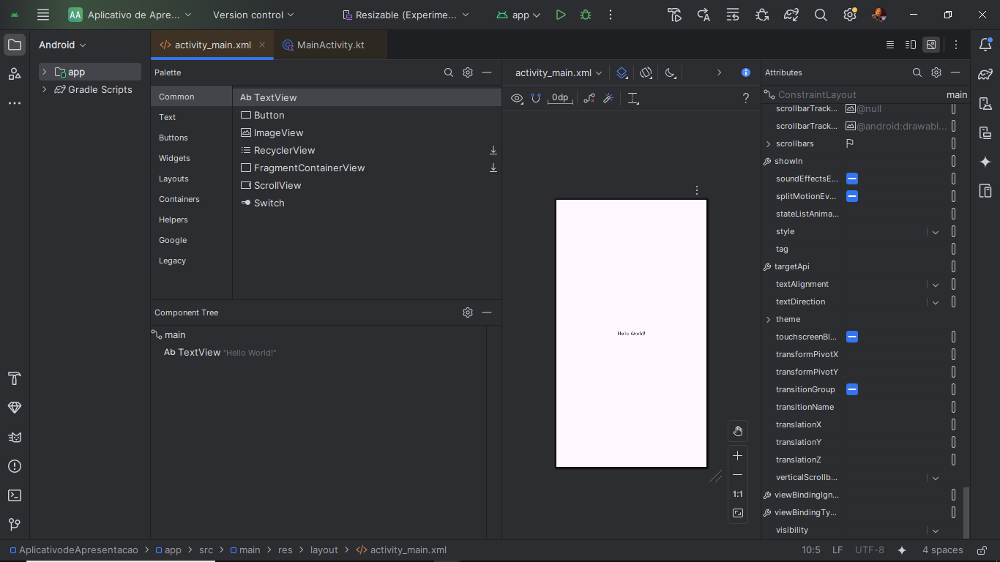 AA Aplicativo de Apre... Version control Resizable (Experime... app
Android
activity_main.xml
MainActivity.kt
app
Gradle Scripts
Palette
Common
Text
Buttons
Widgets
Layouts
Containers
Helpers
Google
Legacy
Ab TextView
Button
ImageView
RecyclerView
FragmentContainerView
ScrollView
Switch
Component Tree
main
Ab TextView "Hello World!"
activity_main.xml
0dp
?
Hello World!
1:1
Attributes
ConstraintLayout main
scrollbarTrack... @null
scrollbarTrack... @android:drawabl...
scrollbars
showIn
soundEffectsE...
splitMotionEv...
stateListAnima...
style
tag
targetApi
textAlignment
textDirection
theme
touchscreenBl...
transformPivotX
transformPivotY
transitionGroup
transitionName
translationX
translationY
translationZ
verticalScrollb...
viewBindingIgn...
viewBindingTy...
visibility
AplicativodeApresentacao > app > src > main > res > layout > activity_main.xml
10:5 LF UTF-8 4 spaces